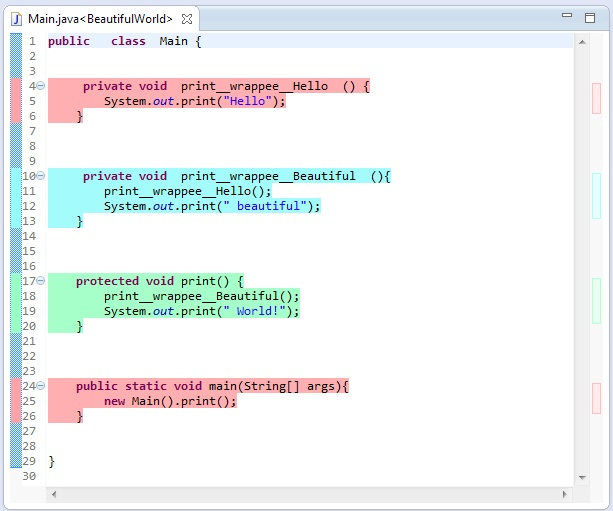 Main.java<BeautifulWorld>
1 public   class  Main {
2
3
4      private void  print__wrappee__Hello  () {
5         System.out.print("Hello");
6     }
7
8
9
10      private void  print__wrappee__Beautiful  (){
11         print__wrappee__Hello();
12         System.out.print(" beautiful");
13     }
14
15
16
17     protected void print() {
18         print__wrappee__Beautiful();
19         System.out.print(" World!");
20     }
21
22
23
24     public static void main(String[] args){
25         new Main().print();
26     }
27
28
29 }
30